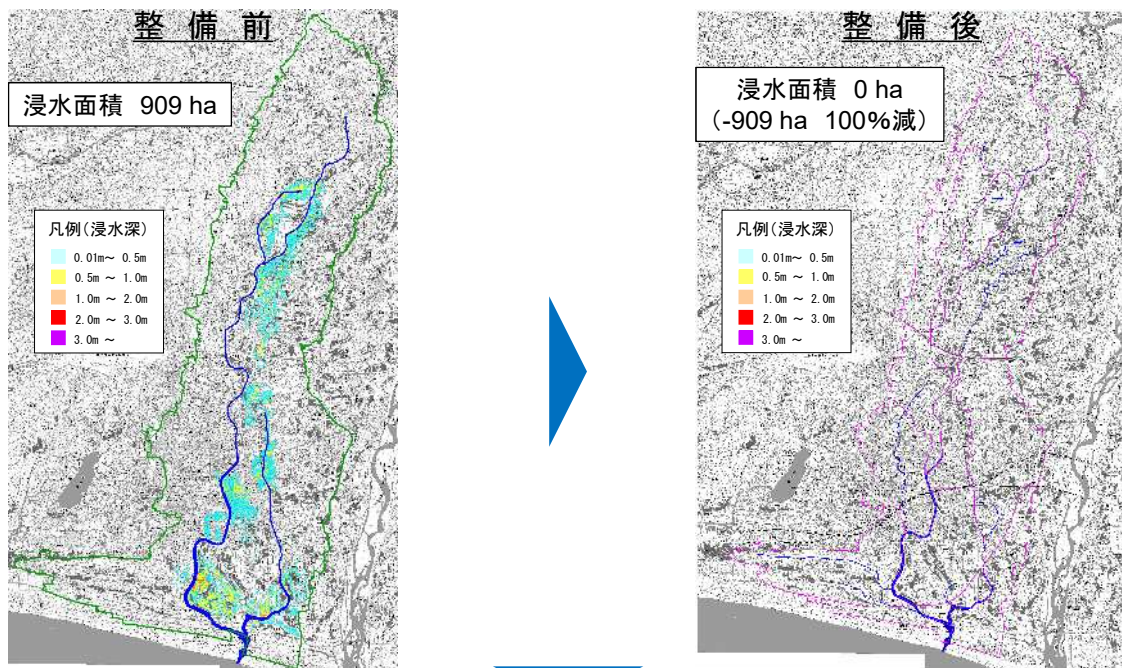 整 備 前
浸水面積 909 ha
凡例(浸水深)
0.01m~ 0.5m
0.5m ~ 1.0m
1.0m ~ 2.0m
2.0m ~ 3.0m
3.0m ~
整 備 後
浸水面積 0 ha
(-909 ha 100%減)
凡例(浸水深)
0.01m~ 0.5m
0.5m ~ 1.0m
1.0m ~ 2.0m
2.0m ~ 3.0m
3.0m ~